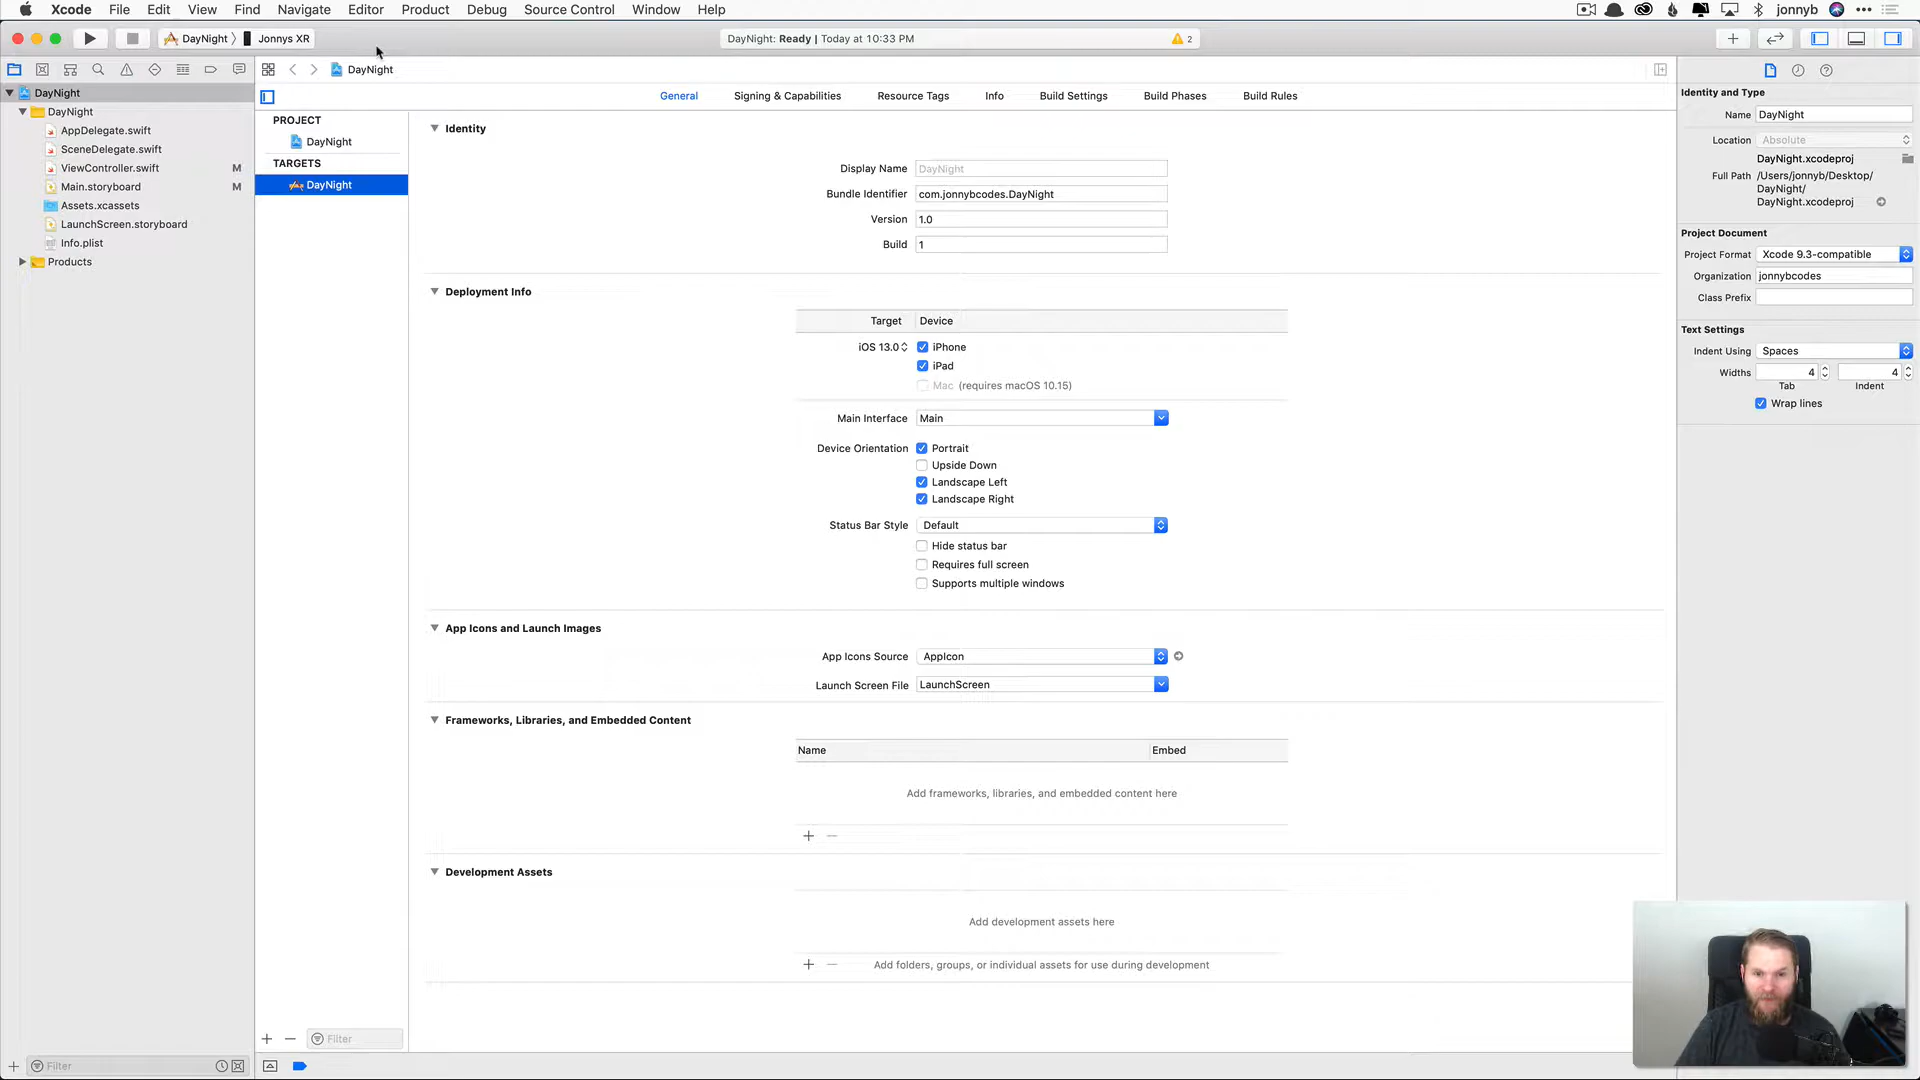 Xcode File Edit View Find Navigate Editor Product Debug Source Control Window Help jonnyb
DayNight Jonnys XR
DayNight: Ready | Today at 10:33 PM
2
DayNight
DayNight
DayNight
AppDelegate.swift
SceneDelegate.swift
ViewController.swift M
Main.storyboard M
Assets.xcassets
LaunchScreen.storyboard
Info.plist
Products
Filter
General Signing & Capabilities Resource Tags Info Build Settings Build Phases Build Rules
PROJECT
DayNight
TARGETS
DayNight
Filter
Identity
Display Name DayNight
Bundle Identifier com.jonnybcodes.DayNight
Version 1.0
Build 1
Deployment Info
Target Device
iOS 13.0 iPhone
iPad
Mac (requires macOS 10.15)
Main Interface Main
Device Orientation Portrait
Upside Down
Landscape Left
Landscape Right
Status Bar Style Default
Hide status bar
Requires full screen
Supports multiple windows
App Icons and Launch Images
App Icons Source AppIcon
Launch Screen File LaunchScreen
Frameworks, Libraries, and Embedded Content
Name Embed
Add frameworks, libraries, and embedded content here
Development Assets
Add development assets here
Add folders, groups, or individual assets for use during development
Identity and Type
Name DayNight
Location Absolute
DayNight.xcodeproj
Full Path /Users/jonnyb/Desktop/
DayNight/
DayNight.xcodeproj
Project Document
Project Format Xcode 9.3-compatible
Organization jonnybcodes
Class Prefix
Text Settings
Indent Using Spaces
Widths 4 4
Tab Indent
Wrap lines